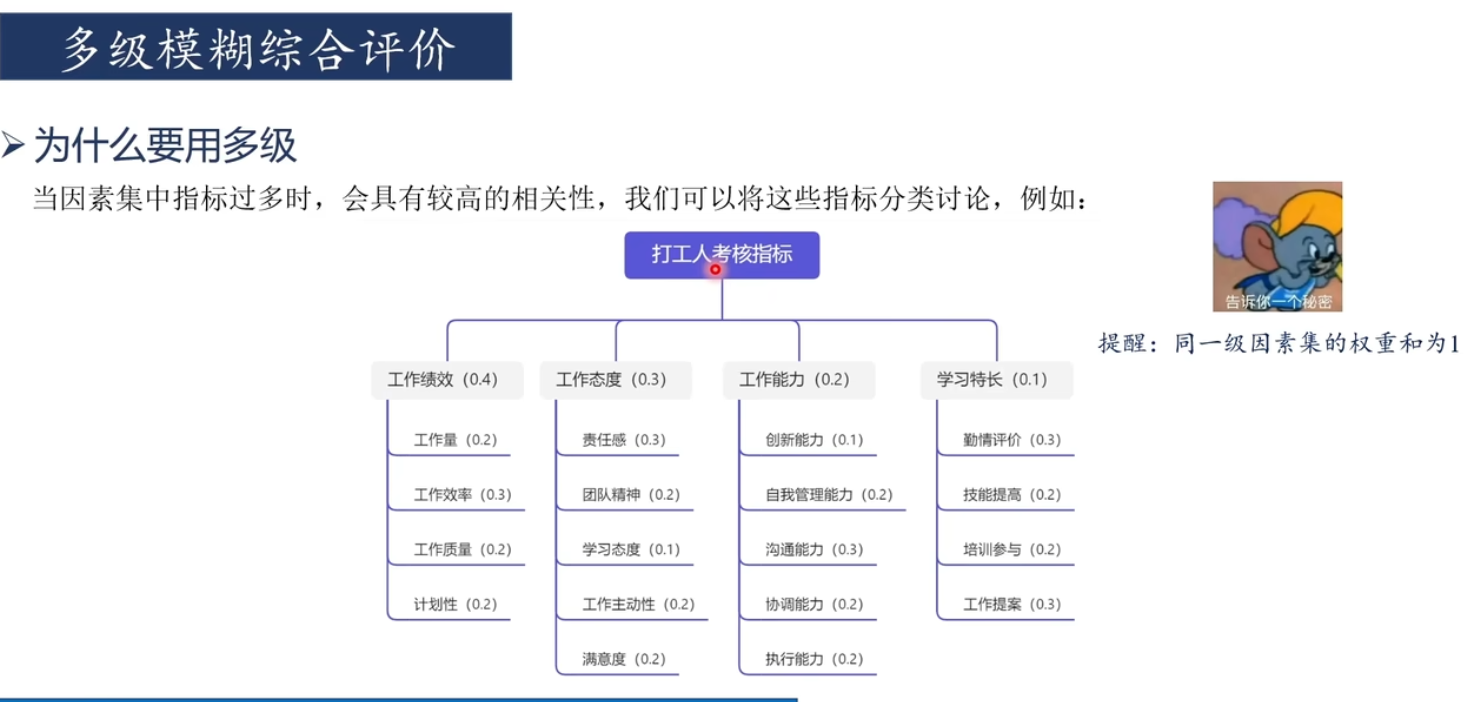 多级模糊综合评价
为什么要用多级
当因素集中指标过多时，会具有较高的相关性，我们可以将这些指标分类讨论，例如：
打工人考核指标
告诉你一个秘密
提醒：同一级因素集的权重和为1
工作绩效（0.4）
工作量（0.2）
工作效率（0.3）
工作质量（0.2）
计划性（0.2）
工作态度（0.3）
责任感（0.3）
团队精神（0.2）
学习态度（0.1）
工作主动性（0.2）
满意度（0.2）
工作能力（0.2）
创新能力（0.1）
自我管理能力（0.2）
沟通能力（0.3）
协调能力（0.2）
执行能力（0.2）
学习特长（0.1）
勤情评价（0.3）
技能提高（0.2）
培训参与（0.2）
工作提案（0.3）